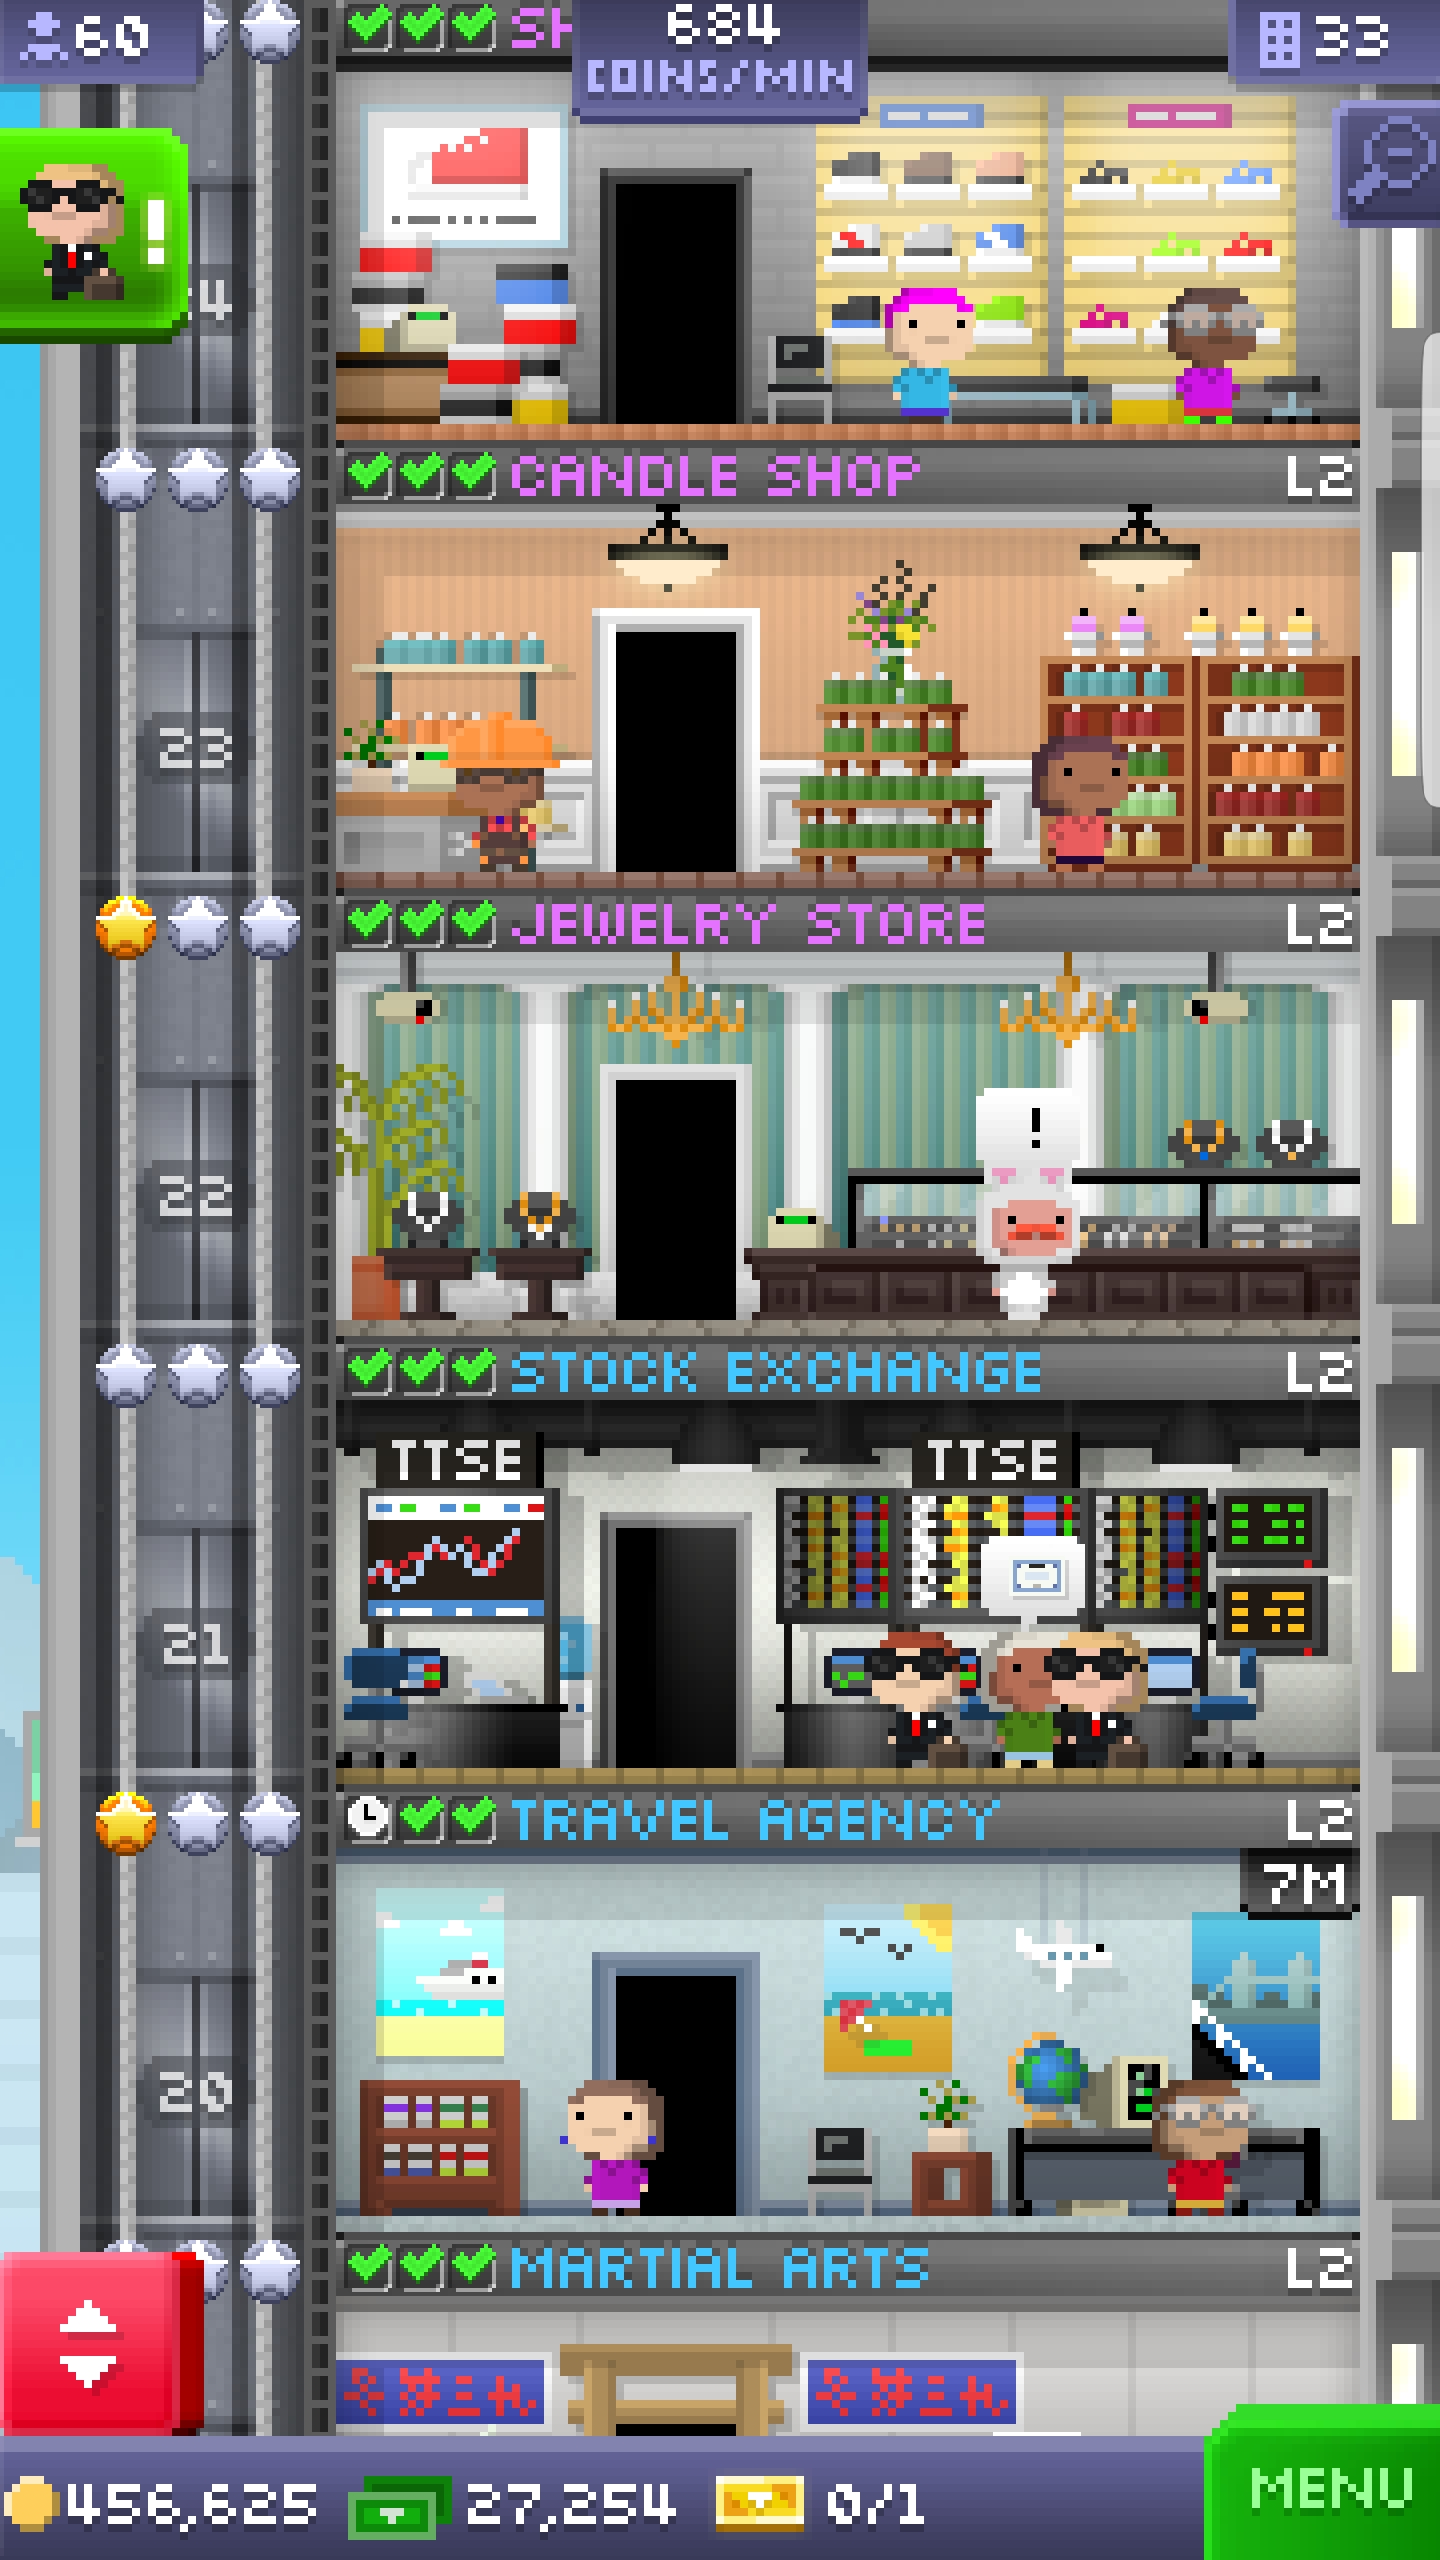 60
684
COINS/MIN
33
SH
!
4
CANDLE SHOP
L2
23
JEWELRY STORE
L2
!
22
STOCK EXCHANGE
L2
TTSE
TTSE
21
TRAVEL AGENCY
L2
7M
20
MARTIAL ARTS
L2
456,625
27,254
0/1
MENU